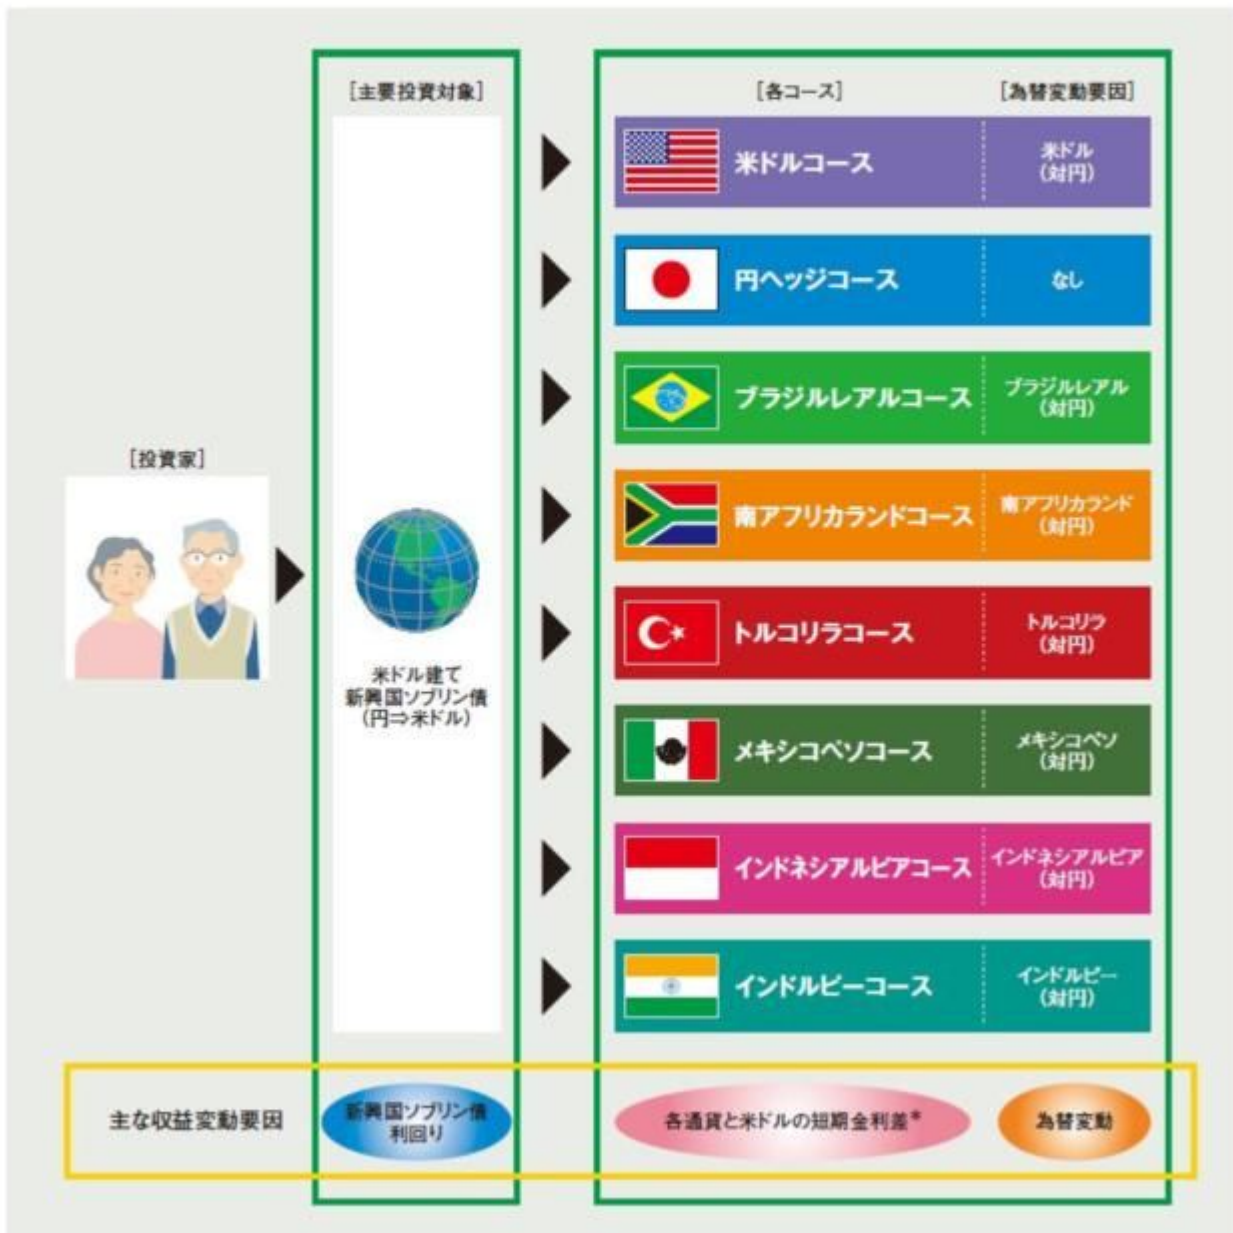 [主要投資対象]
[各コース]
[為替変動要因]
米ドルコース
米ドル
(対円)
円ヘッジコース
なし
ブラジルレアルコース
ブラジルレアル
(対円)
[投資家]
南アフリカランドコース
南アフリカランド
(対円)
トルコリラコース
トルコリラ
(対円)
米ドル建て
新興国ソブリン債
(円⇒米ドル)
メキシコペソコース
メキシコペソ
(対円)
インドネシアルピアコース
インドネシアルピア
(対円)
インドルピーコース
インドルピー
(対円)
主な収益変動要因
新興国ソブリン債
利回り
各通貨と米ドルの短期金利差*
為替変動